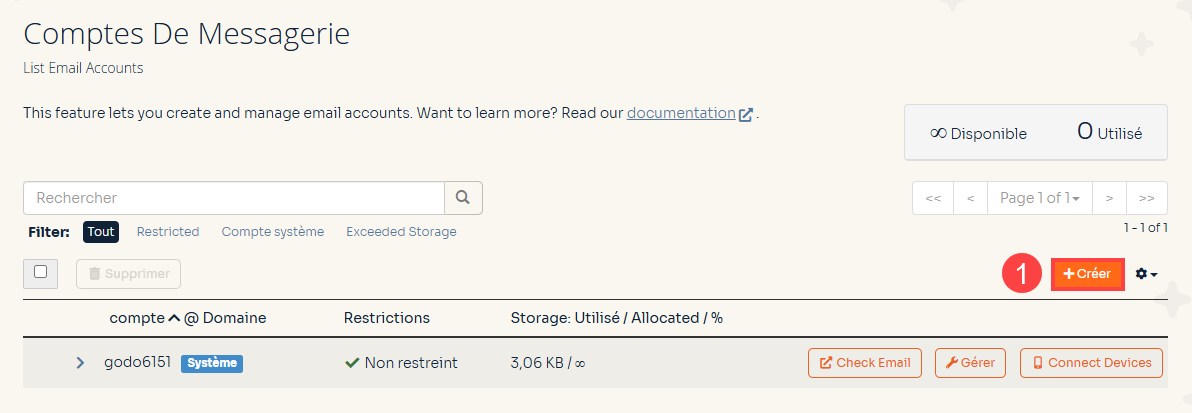 Comptes De Messagerie
List Email Accounts
This feature lets you create and manage email accounts. Want to learn more? Read our documentation .
∞ Disponible 0 Utilisé
Rechercher
<< < Page 1 of 1 > >>
Filter: Tout Restricted Compte système Exceeded Storage
1 - 1 of 1
Supprimer
1 + Créer
compte @ Domaine Restrictions Storage: Utilisé / Allocated / %
godo6151 Système Non restreint 3,06 KB / ∞ Check Email Gérer Connect Devices